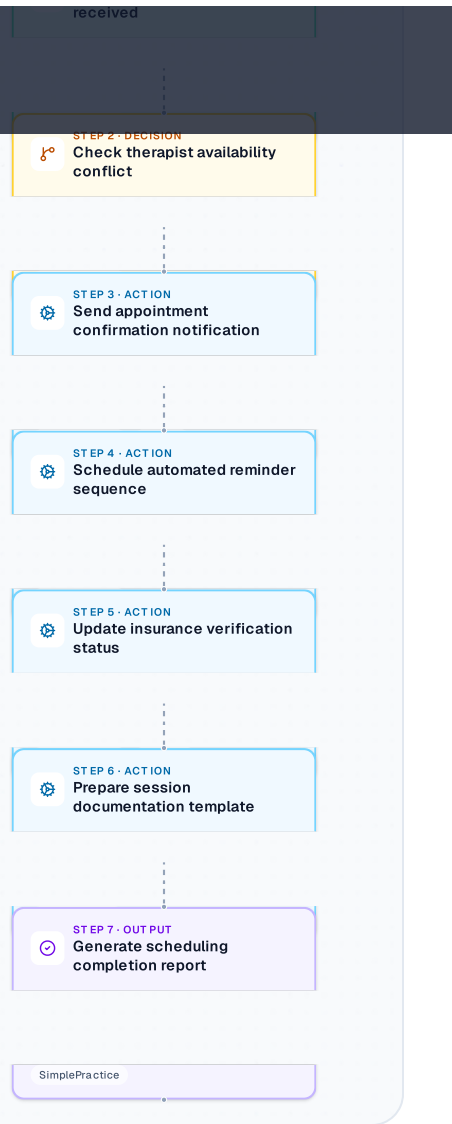 received
STEP 2 · DECISION
Check therapist availability
conflict
STEP 3 · ACTION
Send appointment
confirmation notification
STEP 4 · ACTION
Schedule automated reminder
sequence
STEP 5 · ACTION
Update insurance verification
status
STEP 6 · ACTION
Prepare session
documentation template
STEP 7 · OUTPUT
Generate scheduling
completion report
SimplePractice